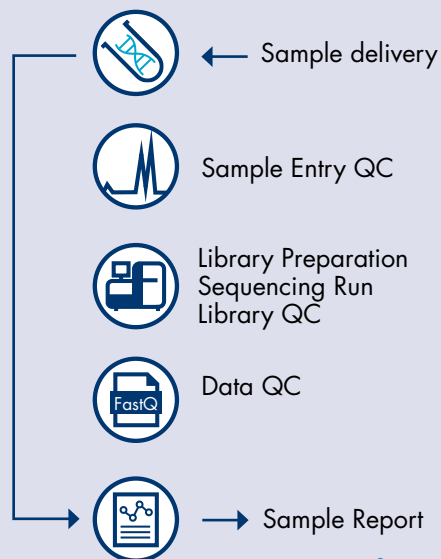 Sample delivery
Sample Entry QC
Library Preparation
Sequencing Run
Library QC
FastQ
Data QC
Sample Report